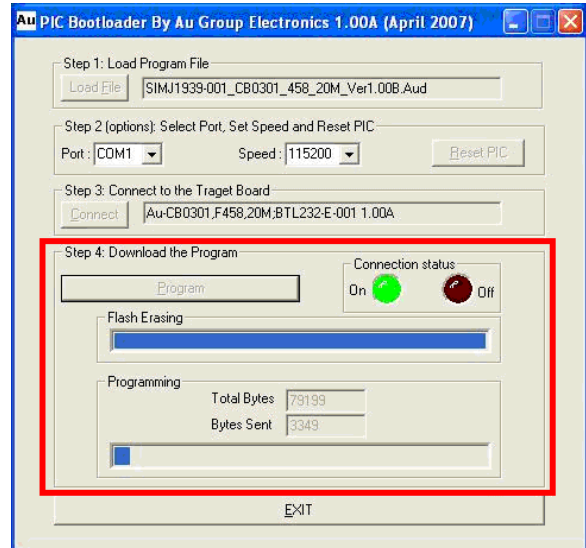 Au PIC Bootloader By Au Group Electronics 1.00A (April 2007)
Step 1: Load Program File
Load File SIMJ1939-001_CB0301_458_20M_Ver1.00B.Aud
Step 2 (options): Select Port, Set Speed and Reset PIC
Port : COM1 Speed : 115200 Reset PIC
Step 3: Connect to the Traget Board
Connect Au-CB0301,F458,20M;BTL232-E-001 1.00A
Step 4: Download the Program
Connection status
Program On Off
Flash Erasing
Programming
Total Bytes 79199
Bytes Sent 3349
EXIT